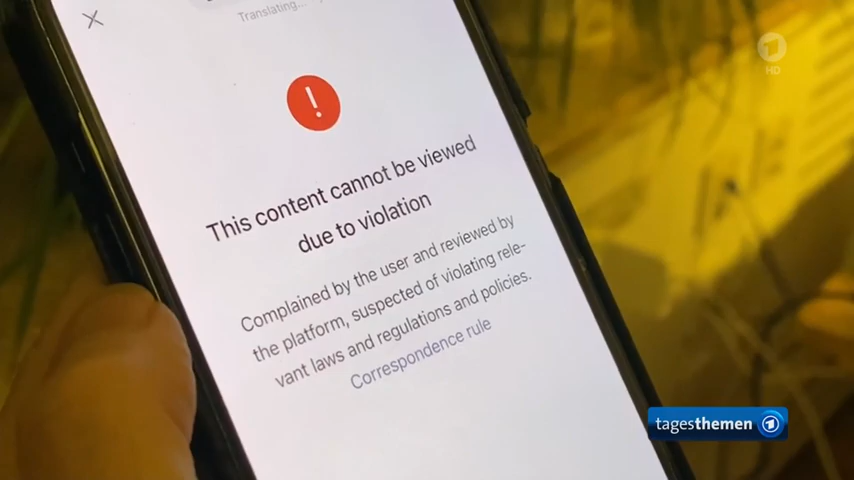 Translating...
1
HD
This content cannot be viewed
due to violation
Complained by the user and reviewed by
the platform, suspected of violating rele-
vant laws and regulations and policies.
Correspondence rule
tagesthemen 1